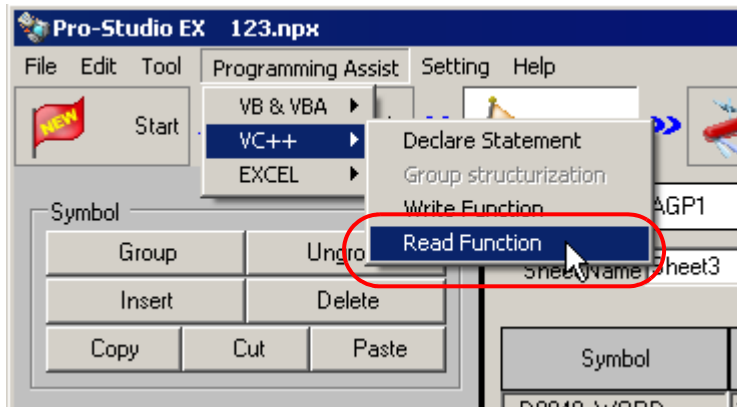 Pro-Studio EX 123.npx
File Edit Tool Programming Assist Setting Help
NEW Start
VB & VBA
VC++
EXCEL
Declare Statement
Group structurization
Write Function
Read Function
AGP1
Sheet3
Symbol
Group
Insert Delete
Copy Cut Paste
Symbol